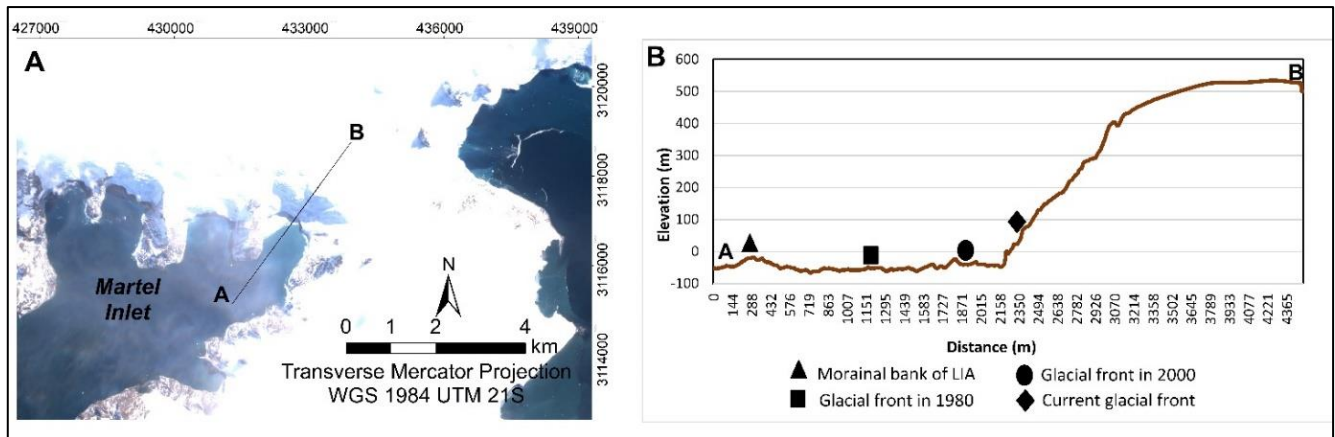 427000 430000 433000 436000 439000
A
3120000
B
3118000
3116000
A
Martel
Inlet
N
0 1 2 4
km
Transverse Mercator Projection
WGS 1984 UTM 21S
3114000
B
600
500
400
300
200
100
0
-100
Elevation (m)
A
B
0 144 288 432 576 719 863 1007 1151 1295 1439 1583 1727 1871 2015 2158 2350 2494 2638 2782 2926 3070 3214 3358 3502 3645 3789 3933 4077 4221 4365
Distance (m)
Morainal bank of LIA
Glacial front in 2000
Glacial front in 1980
Current glacial front